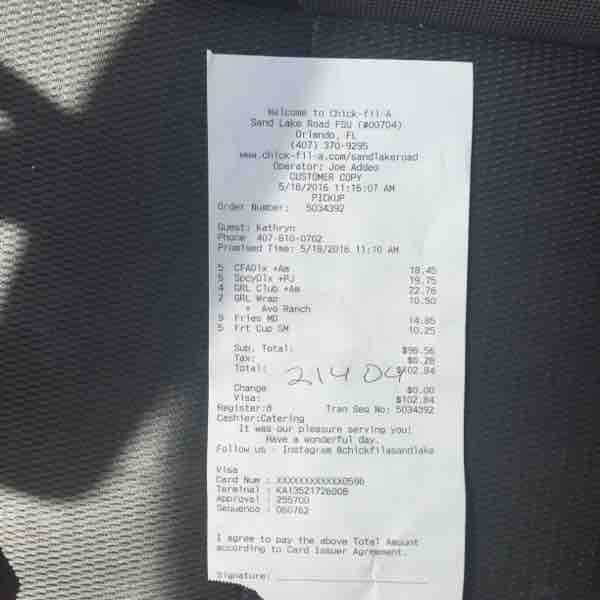 Welcome to Chick-fil-A
Sand Lake Road FSU (#00704)
Orlando, FL
(407) 370-9295
www.chick-fil-a.com/sandlakeroad
Operator: Joe Addeo
CUSTOMER COPY
5/18/2016 11:15:07 AM
PICKUP
Order Number: 5034392
Guest: Kathryn
Phone 407-810-0702
Promised Time: 5/18/2016 11:10 AM
5 CFADlx +Am 18.45
5 SpcyDlx +PJ 19.75
4 GRL Club +Am 22.76
2 GRL Wrap 10.50
+ Avo Ranch
9 Fries MD 14.85
5 Frt Cup SM 10.25
Sub. Total: $96.56
Tax: $6.28
Total: $102.84
21404
Change $0.00
Visa: $102.84
Register:8 Tran Seq No: 5034392
Cashier:Catering
It was our pleasure serving you!
Have a wonderful day.
Follow us - Instagram @chickfilasandlake
Visa
Card Num : XXXXXXXXXXXX0596
Terminal : KA13521726008
Approval : 255700
Sequence : 060762
I agree to pay the above Total Amount
according to Card Issuer Agreement.
Signature: